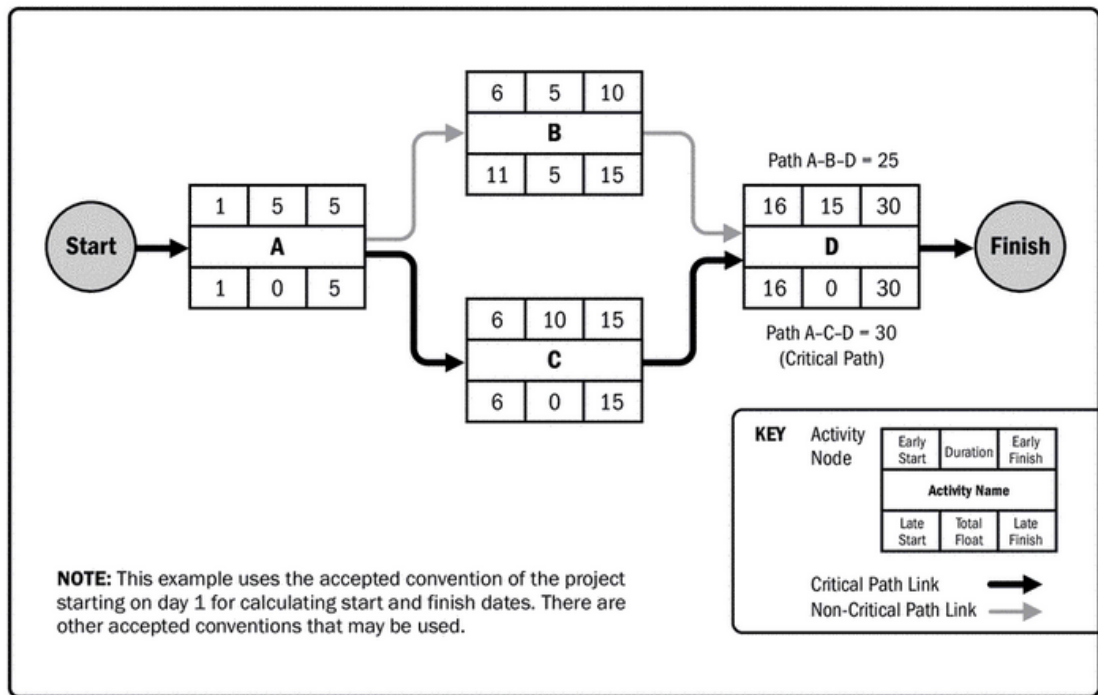 6 5 10
B
11 5 15
Path A-B-D = 25
1 5 5
A
1 0 5
Start
16 15 30
D
16 0 30
Finish
Path A-C-D = 30
(Critical Path)
6 10 15
C
6 0 15
KEY Activity
Node
Early
Start
Duration
Early
Finish
Activity Name
Late
Start
Total
Float
Late
Finish
Critical Path Link
Non-Critical Path Link
NOTE: This example uses the accepted convention of the project
starting on day 1 for calculating start and finish dates. There are
other accepted conventions that may be used.